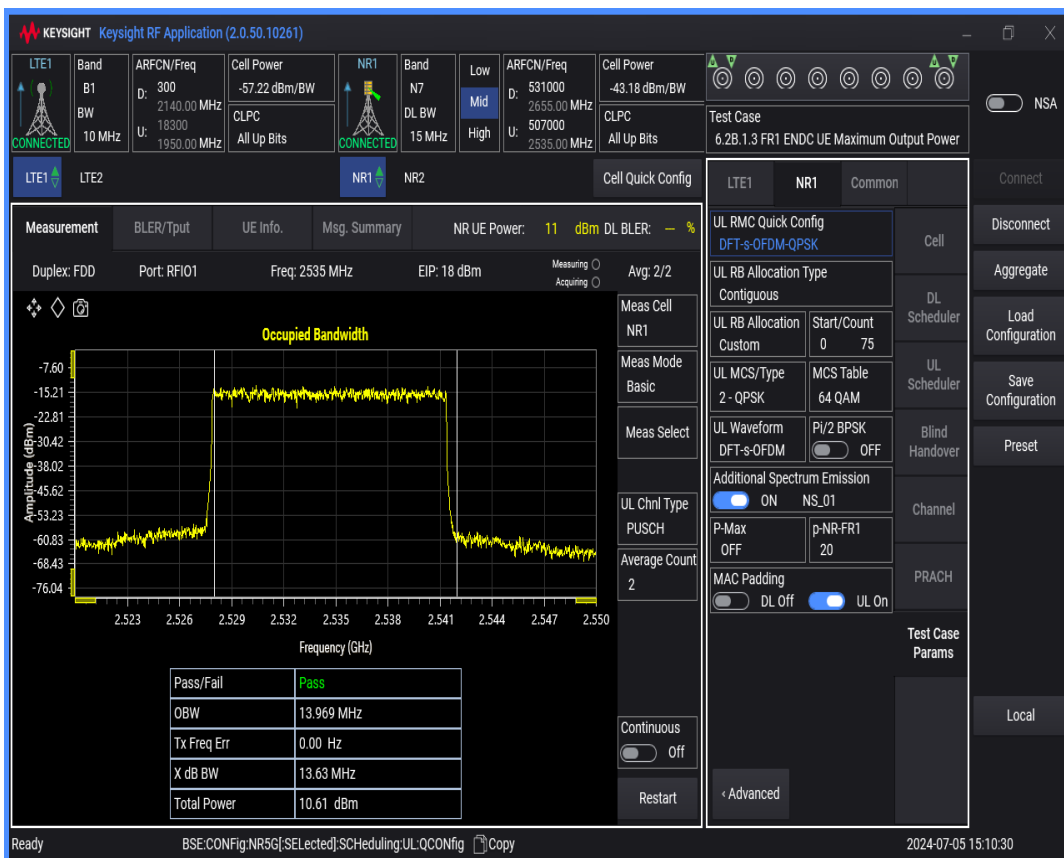 KEYSIGHT Keysight RF Application (2.0.50.10261)
LTE1 Band ARFCN/Freq Cell Power NR1 Band Low ARFCN/Freq Cell Power
B1 D: 300 -57.22 dBm/BW N7 D: 531000 -43.18 dBm/BW
2140.00 MHz 2655.00 MHz
BW CLPC DL BW Mid CLPC
U: 18300 U: 507000
CONNECTED 10 MHz 1950.00 MHz All Up Bits CONNECTED 15 MHz High 2535.00 MHz All Up Bits
Test Case
6.2B.1.3 FR1 ENDC UE Maximum Output Power
NSA
LTE1 LTE2 NR1 NR2 Cell Quick Config
Measurement BLER/Tput UE Info. Msg. Summary NR UE Power: 11 dBm DL BLER: — %
Duplex: FDD Port: RFIO1 Freq: 2535 MHz EIP: 18 dBm Measuring Avg: 2/2
Acquiring
Occupied Bandwidth
Amplitude (dBm)
-7.60
-15.21
-22.81
-30.42
-38.02
-45.62
-53.23
-60.83
-68.43
-76.04
2.523 2.526 2.529 2.532 2.535 2.538 2.541 2.544 2.547 2.550
Frequency (GHz)
Pass/Fail Pass
OBW 13.969 MHz
Tx Freq Err 0.00 Hz
X dB BW 13.63 MHz
Total Power 10.61 dBm
Meas Cell
NR1
Meas Mode
Basic
Meas Select
UL Chnl Type
PUSCH
Average Count
2
Continuous
Off
Restart
LTE1 NR1 Common
UL RMC Quick Config
DFT-s-OFDM-QPSK
UL RB Allocation Type
Contiguous
UL RB Allocation Start/Count
Custom 0 75
UL MCS/Type MCS Table
2 - QPSK 64 QAM
UL Waveform Pi/2 BPSK
DFT-s-OFDM OFF
Additional Spectrum Emission
ON NS_01
P-Max p-NR-FR1
OFF 20
MAC Padding
DL Off UL On
‹ Advanced
Cell
DL
Scheduler
UL
Scheduler
Blind
Handover
Channel
PRACH
Test Case
Params
Connect
Disconnect
Aggregate
Load
Configuration
Save
Configuration
Preset
Local
Ready BSE:CONFig:NR5G[:SELected]:SCHeduling:UL:QCONfig Copy 2024-07-05 15:10:30